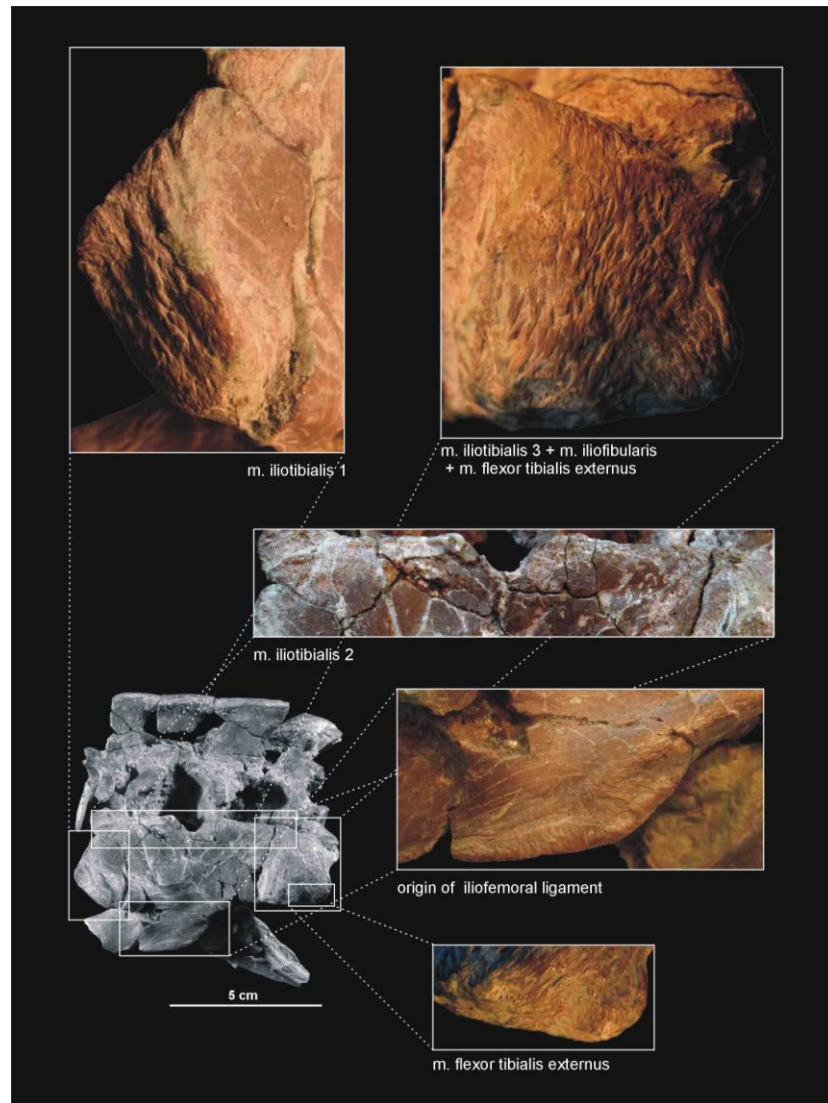 m. iliotibialis 1
m. iliotibialis 3 + m. iliofibularis
+ m. flexor tibialis externus
m. iliotibialis 2
origin of iliofemoral ligament
5 cm
m. flexor tibialis externus